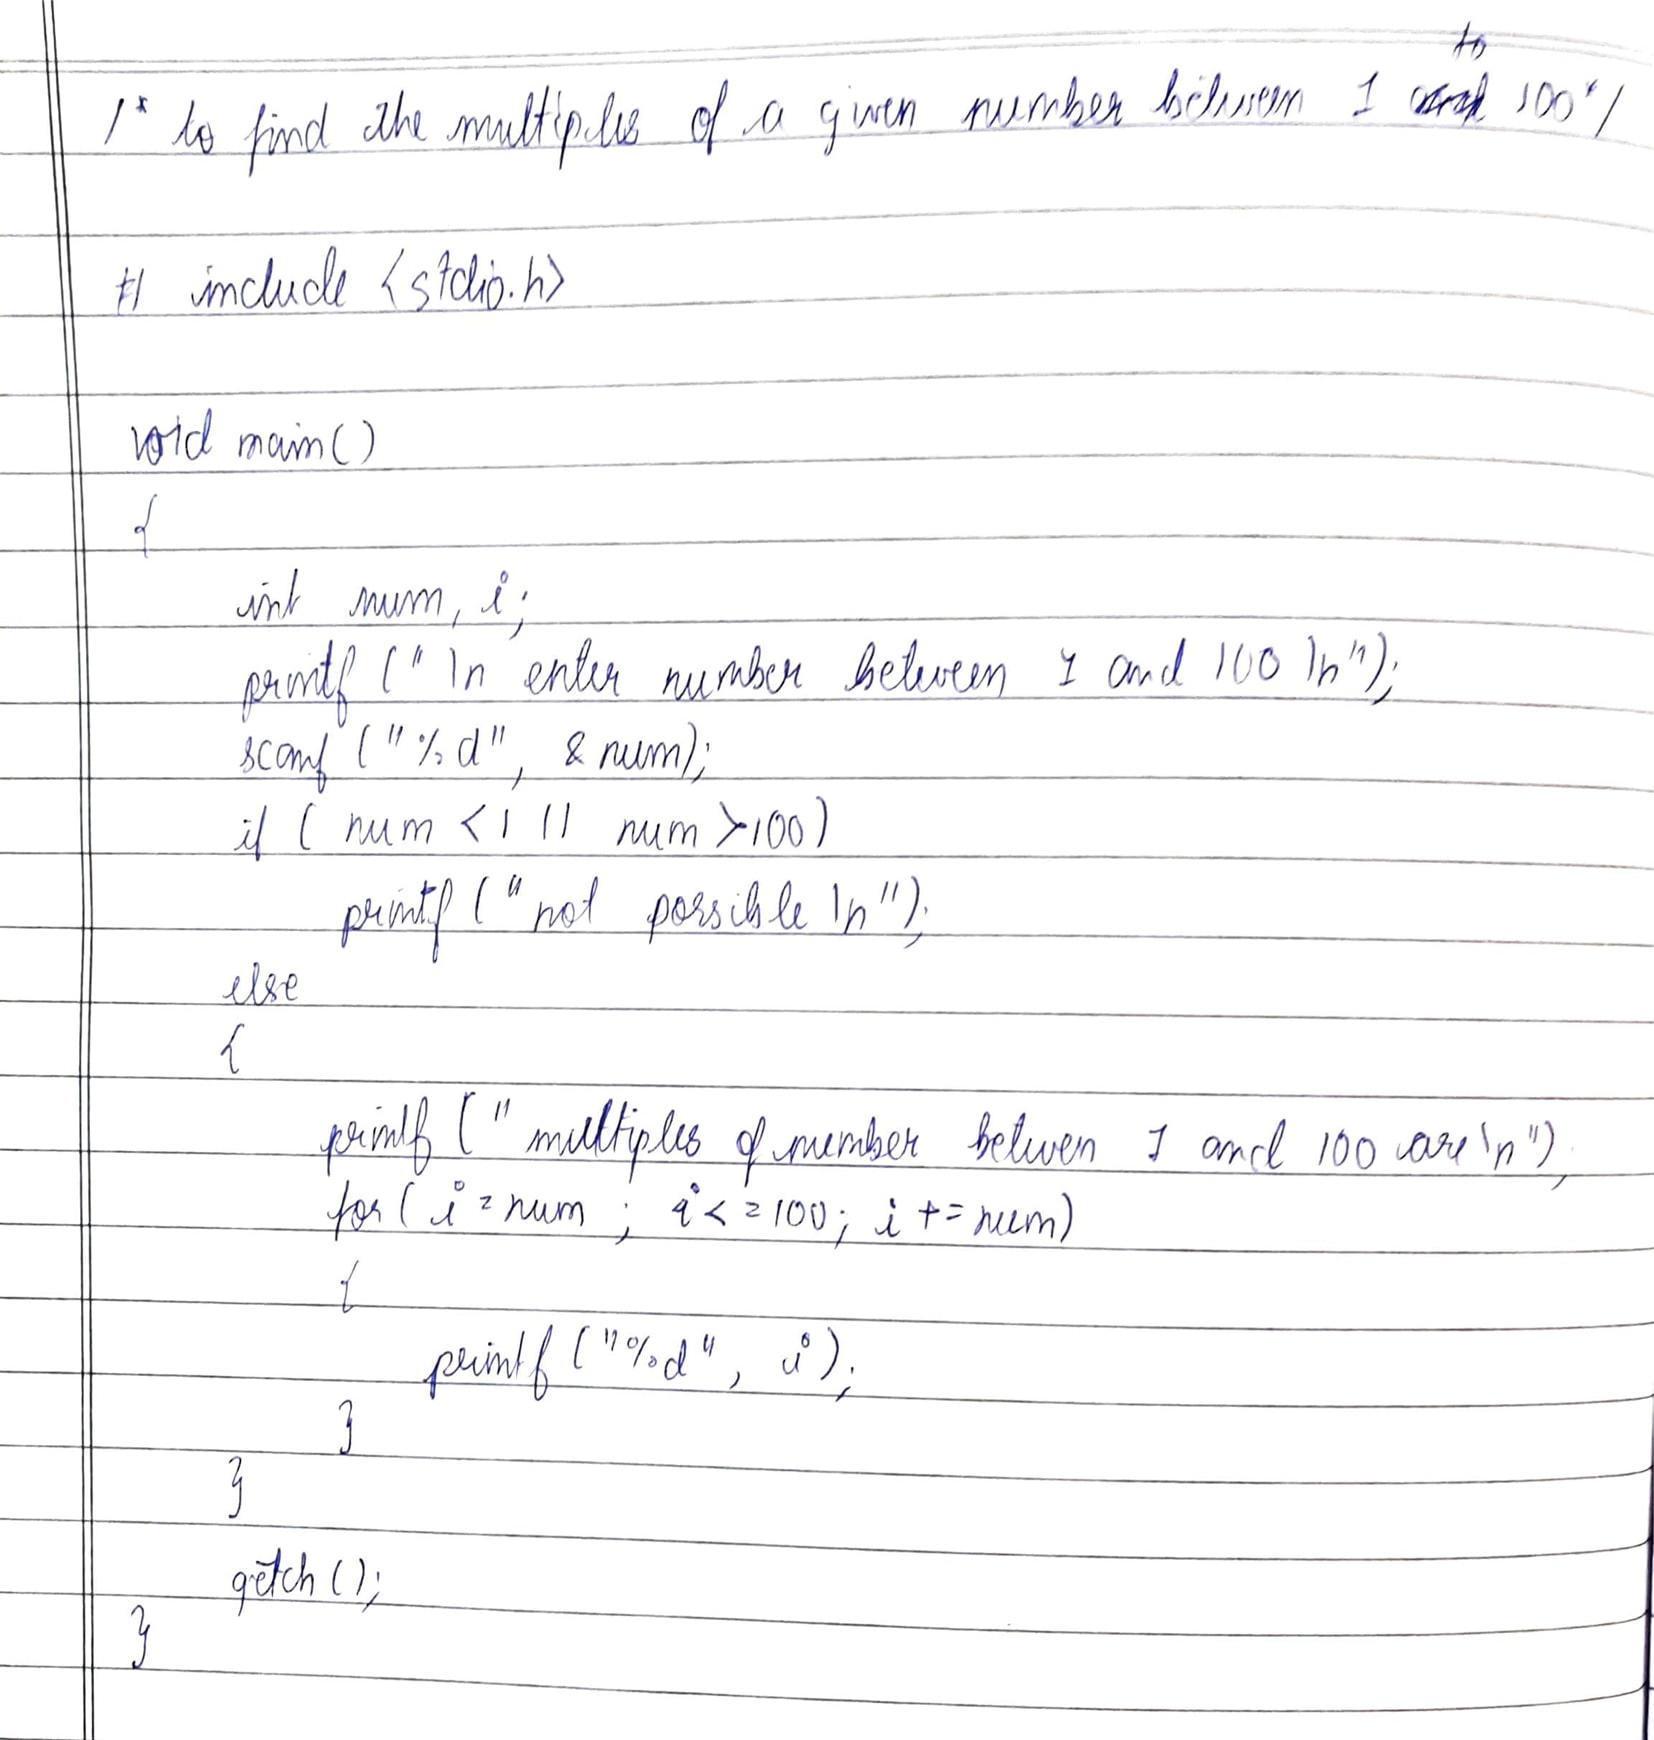 to
/* to find the multiples of a given number between 1 100*/
# include <stdio.h>
void main()
{
int num, i;
printf ("\n enter number between 1 and 100 \n");
scanf ("%d", & num);
if ( num <1 || num >100)
printf ("not possible \n");
else
{
printf (" multiples of number between 1 and 100 are \n");
for ( i = num ; i <= 100; i += num)
{
printf ("%d", i);
}
}
getch ();
}